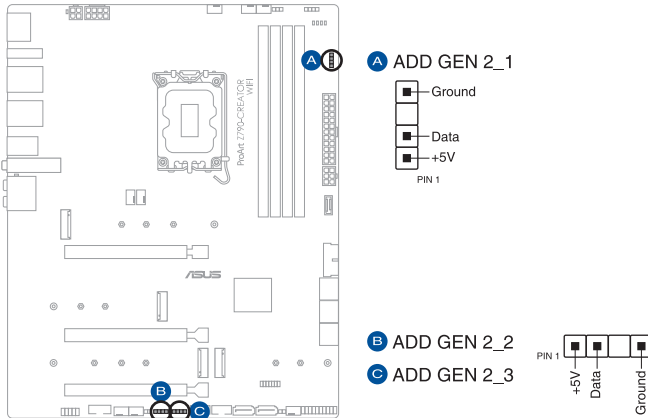 A
A ADD GEN 2_1
Ground
Data
+5V
PIN 1
ProArt Z790-CREATOR
WIFI
ASUS
B
C
B ADD GEN 2_2
C ADD GEN 2_3
PIN 1
+5V
Data
Ground